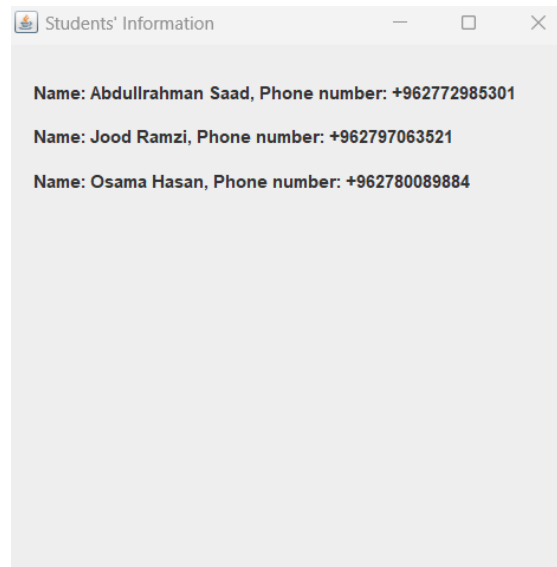 Students' Information
Name: Abdullrahman Saad, Phone number: +962772985301
Name: Jood Ramzi, Phone number: +962797063521
Name: Osama Hasan, Phone number: +962780089884